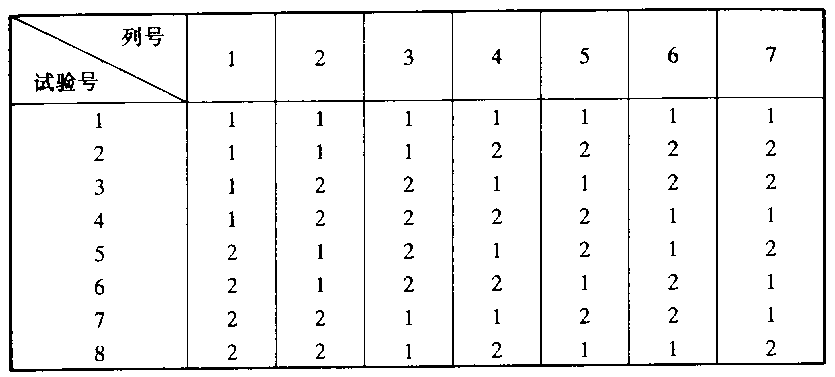 列号
试验号
1 2 3 4 5 6 7
1 1 1 1 1 1 1 1
2 1 1 1 2 2 2 2
3 1 2 2 1 1 2 2
4 1 2 2 2 2 1 1
5 2 1 2 1 2 1 2
6 2 1 2 2 1 2 1
7 2 2 1 1 2 2 1
8 2 2 1 2 1 1 2